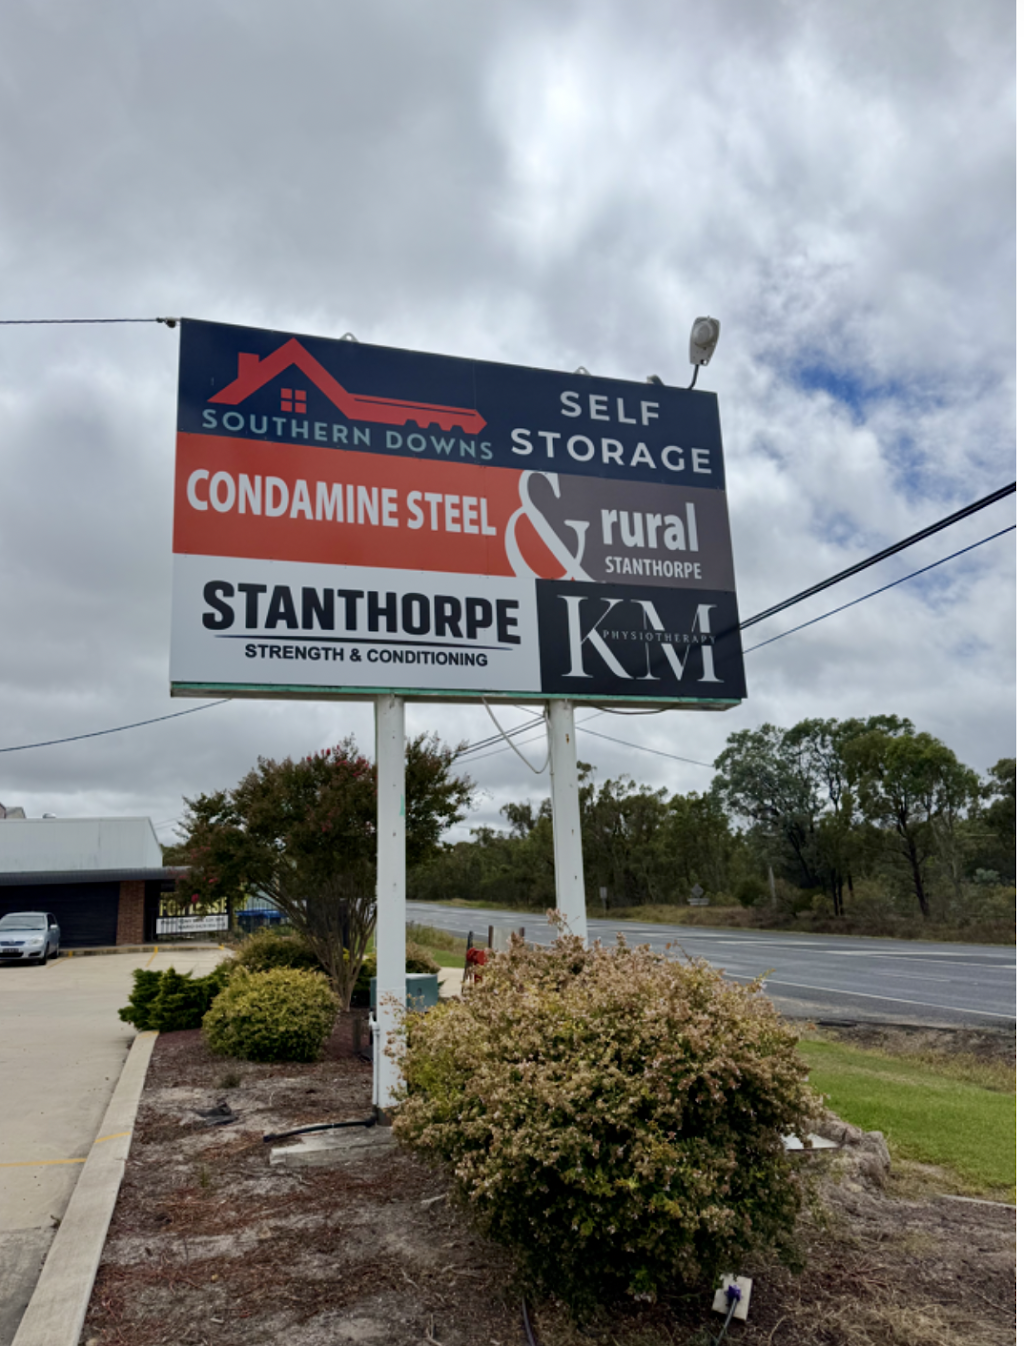 SOUTHERN DOWNS
SELF
STORAGE
CONDAMINE STEEL & rural
STANTHORPE
STANTHORPE
STRENGTH & CONDITIONING
KM
PHYSIOTHERAPY
FOR LEASE